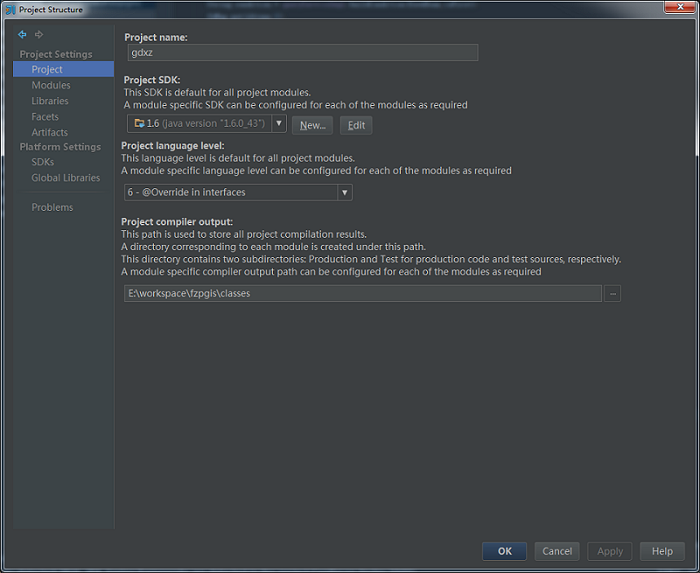 Project Structure
Project Settings
Project
Modules
Libraries
Facets
Artifacts
Platform Settings
SDKs
Global Libraries
Problems
Project name:
gdxz
Project SDK:
This SDK is default for all project modules.
A module specific SDK can be configured for each of the modules as required
1.6 (java version "1.6.0_43")
New...
Edit
Project language level:
This language level is default for all project modules.
A module specific language level can be configured for each of the modules as required
6 - @Override in interfaces
Project compiler output:
This path is used to store all project compilation results.
A directory corresponding to each module is created under this path.
This directory contains two subdirectories: Production and Test for production code and test sources, respectively.
A module specific compiler output path can be configured for each of the modules as required
E:\workspace\fzpgis\classes
...
OK
Cancel
Apply
Help